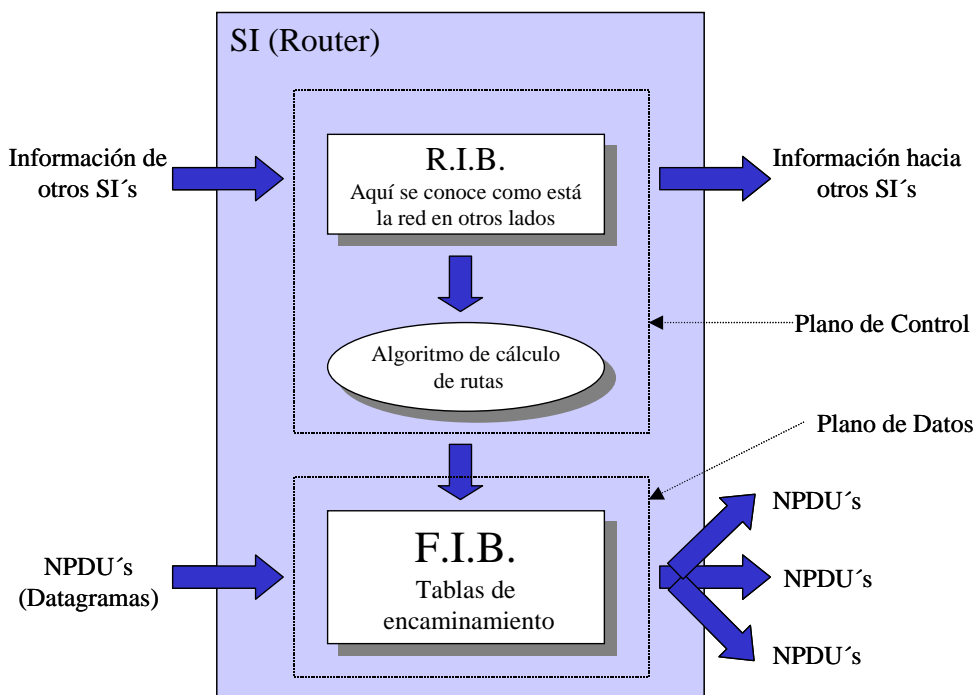 SI (Router)
Información de
otros SI´s
R.I.B.
Aquí se conoce como está
la red en otros lados
Información hacia
otros SI´s
Algoritmo de cálculo
de rutas
Plano de Control
Plano de Datos
NPDU´s
(Datagramas)
F.I.B.
Tablas de
encaminamiento
NPDU´s
NPDU´s
NPDU´s